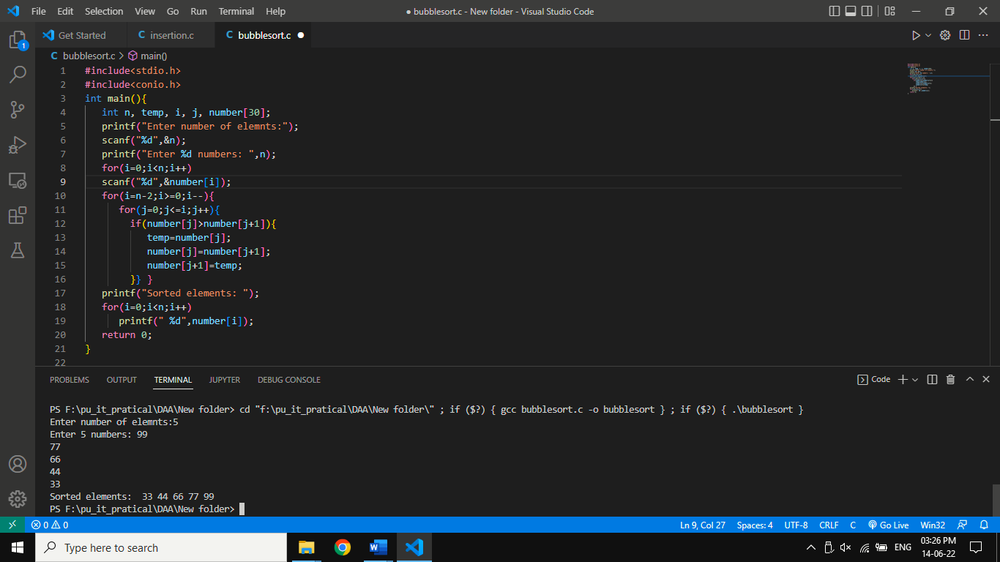 File Edit Selection View Go Run Terminal Help ● bubblesort.c - New folder - Visual Studio Code
Get Started C insertion.c C bubblesort.c ●
C bubblesort.c > main()
1 #include<stdio.h>
2 #include<conio.h>
3 int main(){
4 int n, temp, i, j, number[30];
5 printf("Enter number of elemnts:");
6 scanf("%d",&n);
7 printf("Enter %d numbers: ",n);
8 for(i=0;i<n;i++)
9 scanf("%d",&number[i]);
10 for(i=n-2;i>=0;i--){
11 for(j=0;j<=i;j++){
12 if(number[j]>number[j+1]){
13 temp=number[j];
14 number[j]=number[j+1];
15 number[j+1]=temp;
16 }} }
17 printf("Sorted elements: ");
18 for(i=0;i<n;i++)
19 printf(" %d",number[i]);
20 return 0;
21 }
22
PROBLEMS OUTPUT TERMINAL JUPYTER DEBUG CONSOLE Code
PS F:\pu_it_pratical\DAA\New folder> cd "f:\pu_it_pratical\DAA\New folder\" ; if ($?) { gcc bubblesort.c -o bubblesort } ; if ($?) { .\bubblesort }
Enter number of elemnts:5
Enter 5 numbers: 99
77
66
44
33
Sorted elements:  33 44 66 77 99
PS F:\pu_it_pratical\DAA\New folder>
0 0 Ln 9, Col 27 Spaces: 4 UTF-8 CRLF C Go Live Win32
Type here to search ENG 03:26 PM
14-06-22